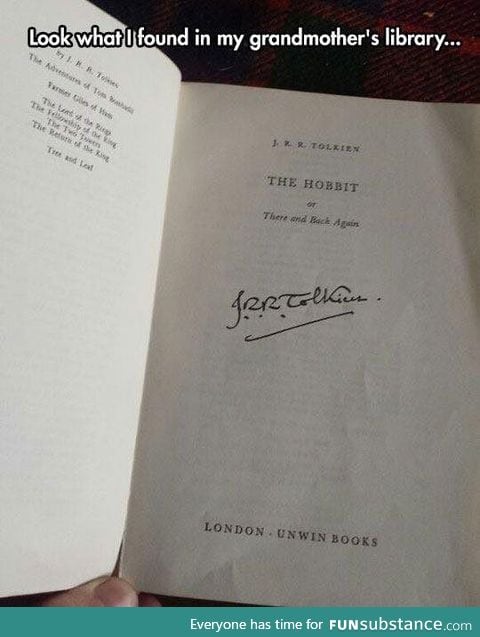 Look what I found in my grandmother's library...
by J. R. R. Tolkien
The Adventures of Tom Bombadil
Farmer Giles of Ham
The Lord of the Rings
The Fellowship of the Ring
The Two Towers
The Return of the King
Tree and Leaf
J. R. R. TOLKIEN
THE HOBBIT
or
There and Back Again
J.R.R. Tolkien.
LONDON · UNWIN BOOKS
Everyone has time for FUNsubstance.com